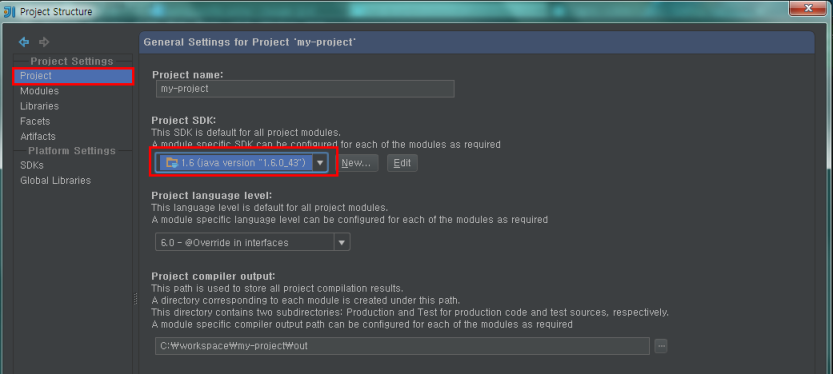 Project Structure
General Settings for Project 'my-project'
Project Settings
Project
Modules
Libraries
Facets
Artifacts
Platform Settings
SDKs
Global Libraries
Project name:
my-project
Project SDK:
This SDK is default for all project modules.
A module specific SDK can be configured for each of the modules as required
1.6 (java version "1.6.0_43")
New...
Edit
Project language level:
This language level is default for all project modules.
A module specific language level can be configured for each of the modules as required
6.0 - @Override in interfaces
Project compiler output:
This path is used to store all project compilation results.
A directory corresponding to each module is created under this path.
This directory contains two subdirectories: Production and Test for production code and test sources, respectively.
A module specific compiler output path can be configured for each of the modules as required
C:₩workspace₩my-project₩out